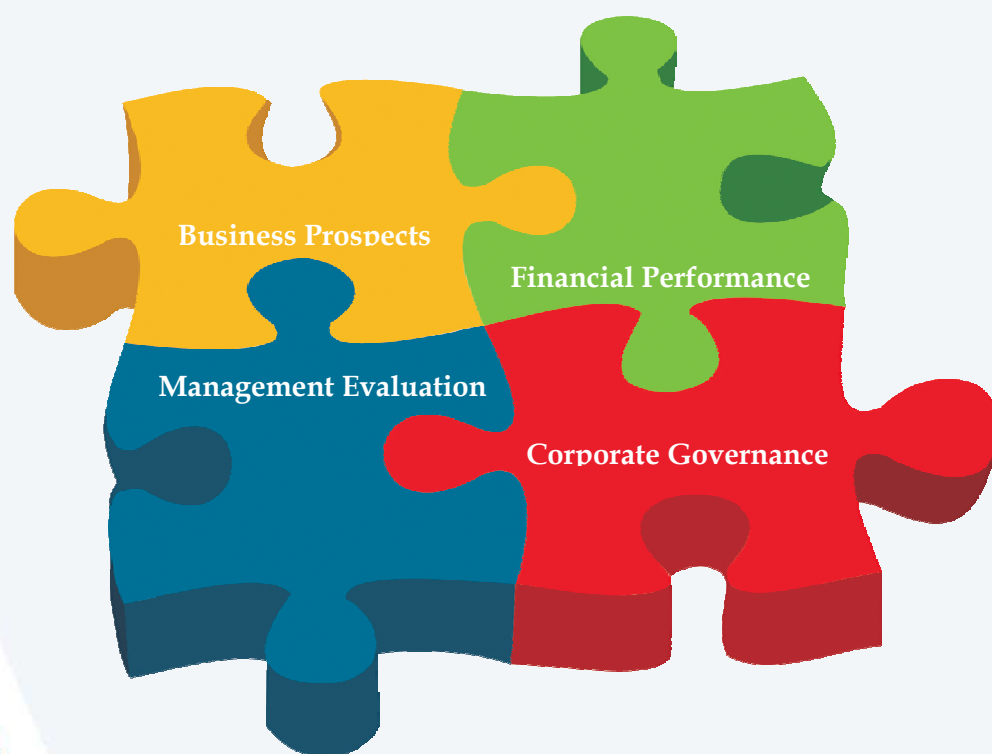 Business Prospects
Financial Performance
Management Evaluation
Corporate Governance